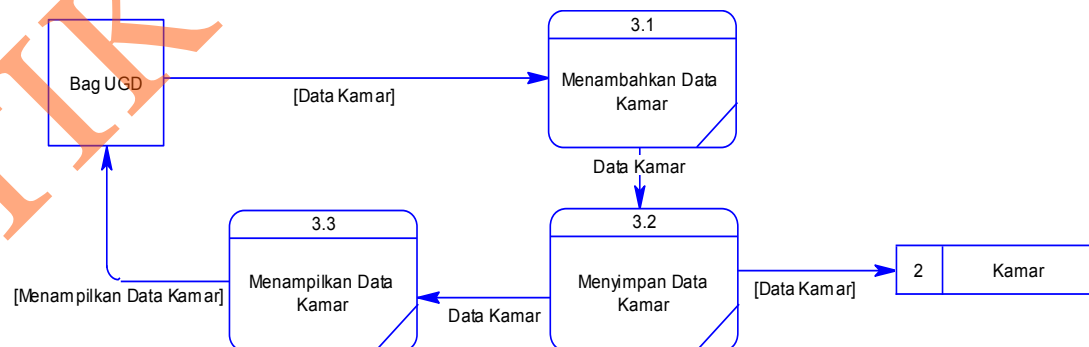 3.1
Bag UGD
Menambahkan Data
Kamar
[Data Kamar]
Data Kamar
3.3
3.2
2
Kamar
Menampilkan Data
Kamar
Menyimpan Data
Kamar
[Data Kamar]
[Menampilkan Data Kamar]
Data Kamar